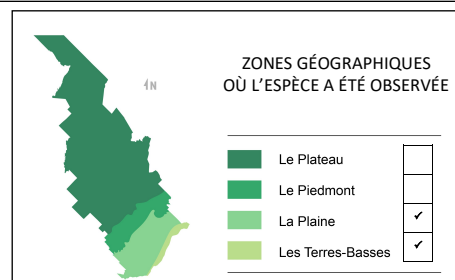 ZONES GÉOGRAPHIQUES
OÙ L'ESPÈCE A ÉTÉ OBSERVÉE
N
Le Plateau
Le Piedmont
La Plaine ✓
Les Terres-Basses ✓